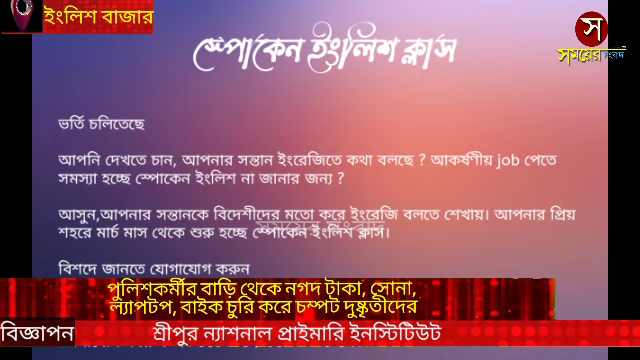 ইংলিশ বাজার
স
সময়ের সংবাদ
স্পোকেন ইংলিশ ক্লাস
ভর্তি চলিতেছে
আপনি দেখতে চান, আপনার সন্তান ইংরেজিতে কথা বলছে ? আকর্ষণীয় job পেতে
সমস্যা হচ্ছে স্পোকেন ইংলিশ না জানার জন্য ?
আসুন,আপনার সন্তানকে বিদেশীদের মতো করে ইংরেজি বলতে শেখায়। আপনার প্রিয়
শহরে মার্চ মাস থেকে শুরু হচ্ছে স্পোকেন ইংলিশ ক্লাস।
সময়ের সংবাদ
বিশদে জানতে যোগাযোগ করুন
পুলিশকর্মীর বাড়ি থেকে নগদ টাকা, সোনা,
ল্যাপটপ, বাইক চুরি করে চম্পট দুষ্কৃতীদের
বিজ্ঞাপন শ্রীপুর ন্যাশনাল প্রাইমারি ইনস্টিটিউট